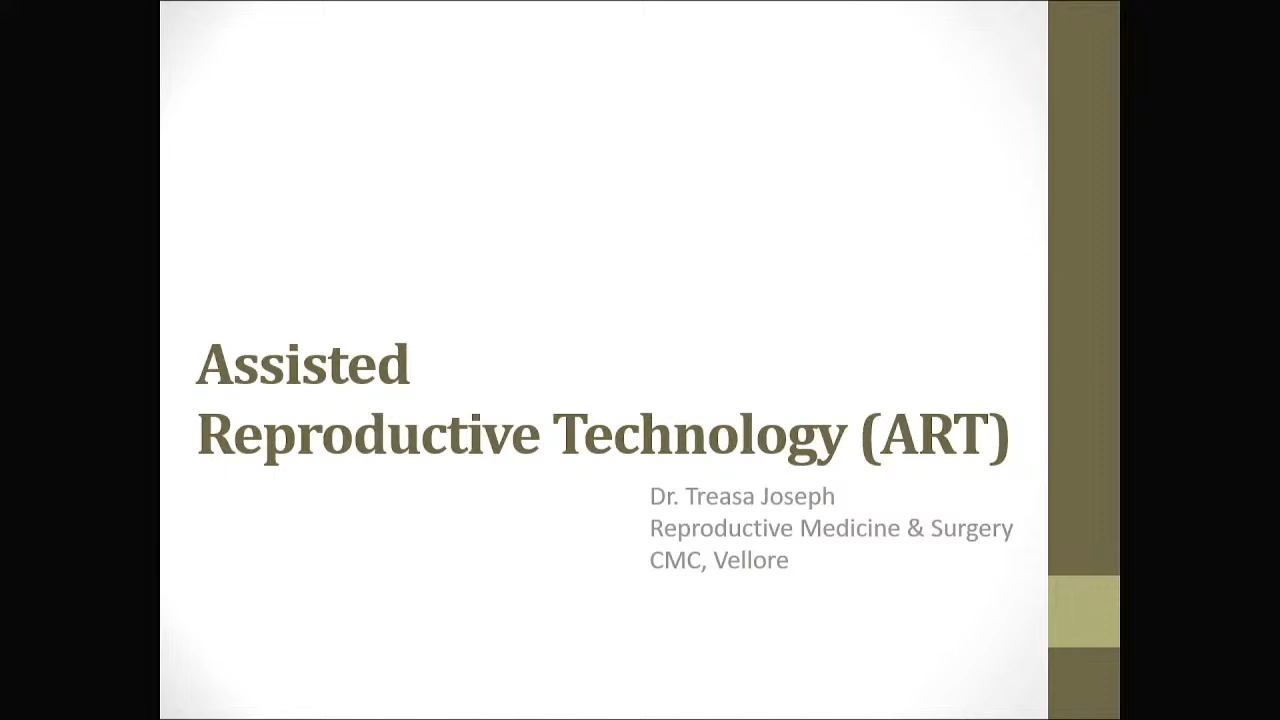 Assisted
Reproductive Technology (ART)
Dr. Treasa Joseph
Reproductive Medicine & Surgery
CMC, Vellore